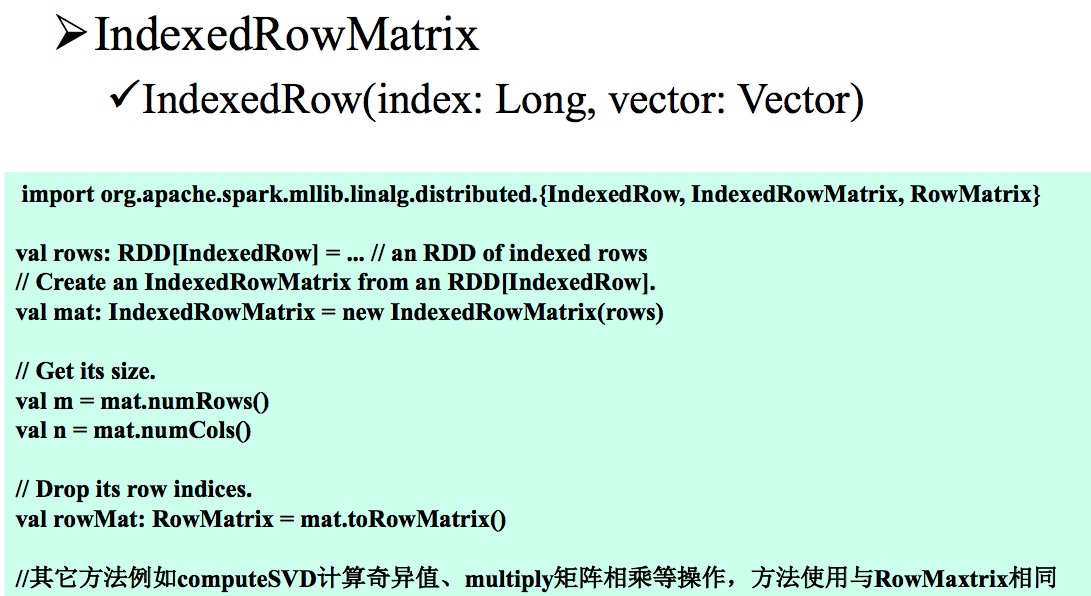 ➢IndexedRowMatrix
✓IndexedRow(index: Long, vector: Vector)
import org.apache.spark.mllib.linalg.distributed.{IndexedRow, IndexedRowMatrix, RowMatrix}
val rows: RDD[IndexedRow] = ... // an RDD of indexed rows
// Create an IndexedRowMatrix from an RDD[IndexedRow].
val mat: IndexedRowMatrix = new IndexedRowMatrix(rows)
// Get its size.
val m = mat.numRows()
val n = mat.numCols()
// Drop its row indices.
val rowMat: RowMatrix = mat.toRowMatrix()
//其它方法例如computeSVD计算奇异值、multiply矩阵相乘等操作，方法使用与RowMaxtrix相同